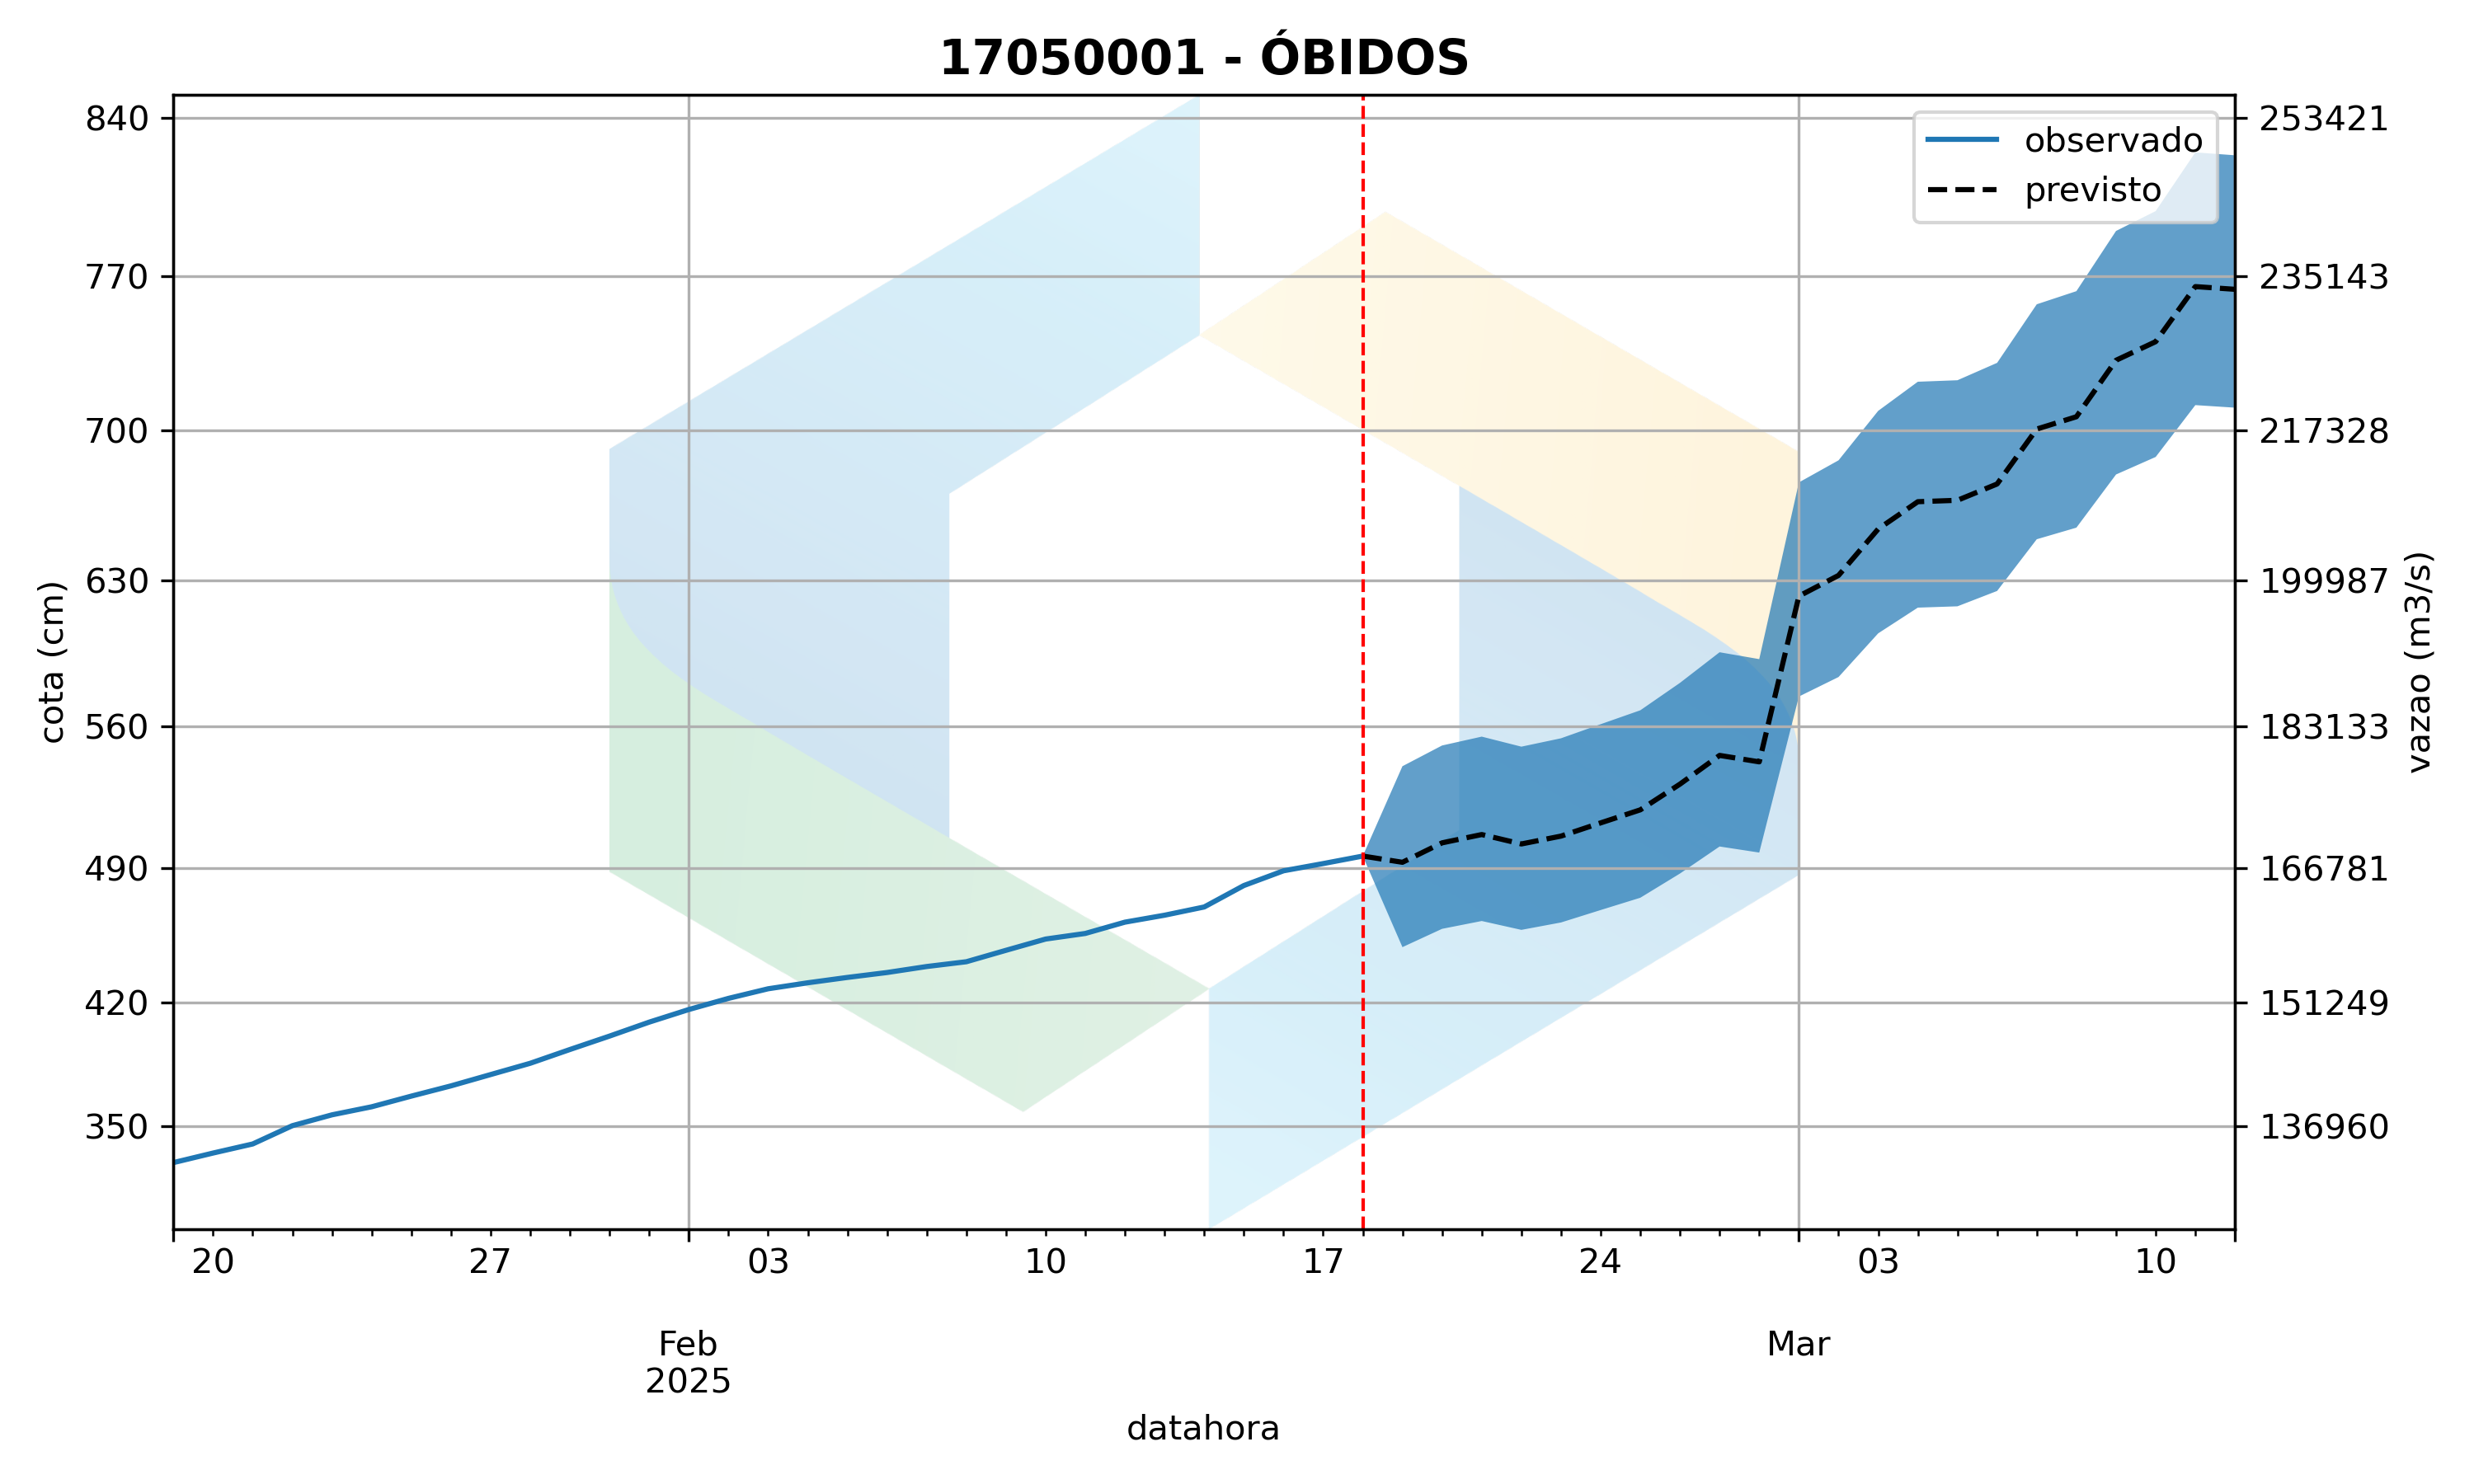 17050001 - ÓBIDOS
840
770
700
630
560
490
420
350
cota (cm)
253421
235143
217328
199987
183133
166781
151249
136960
vazao (m3/s)
observado
previsto
20 27 03 10 17 24 03 10
Feb Mar
2025
datahora